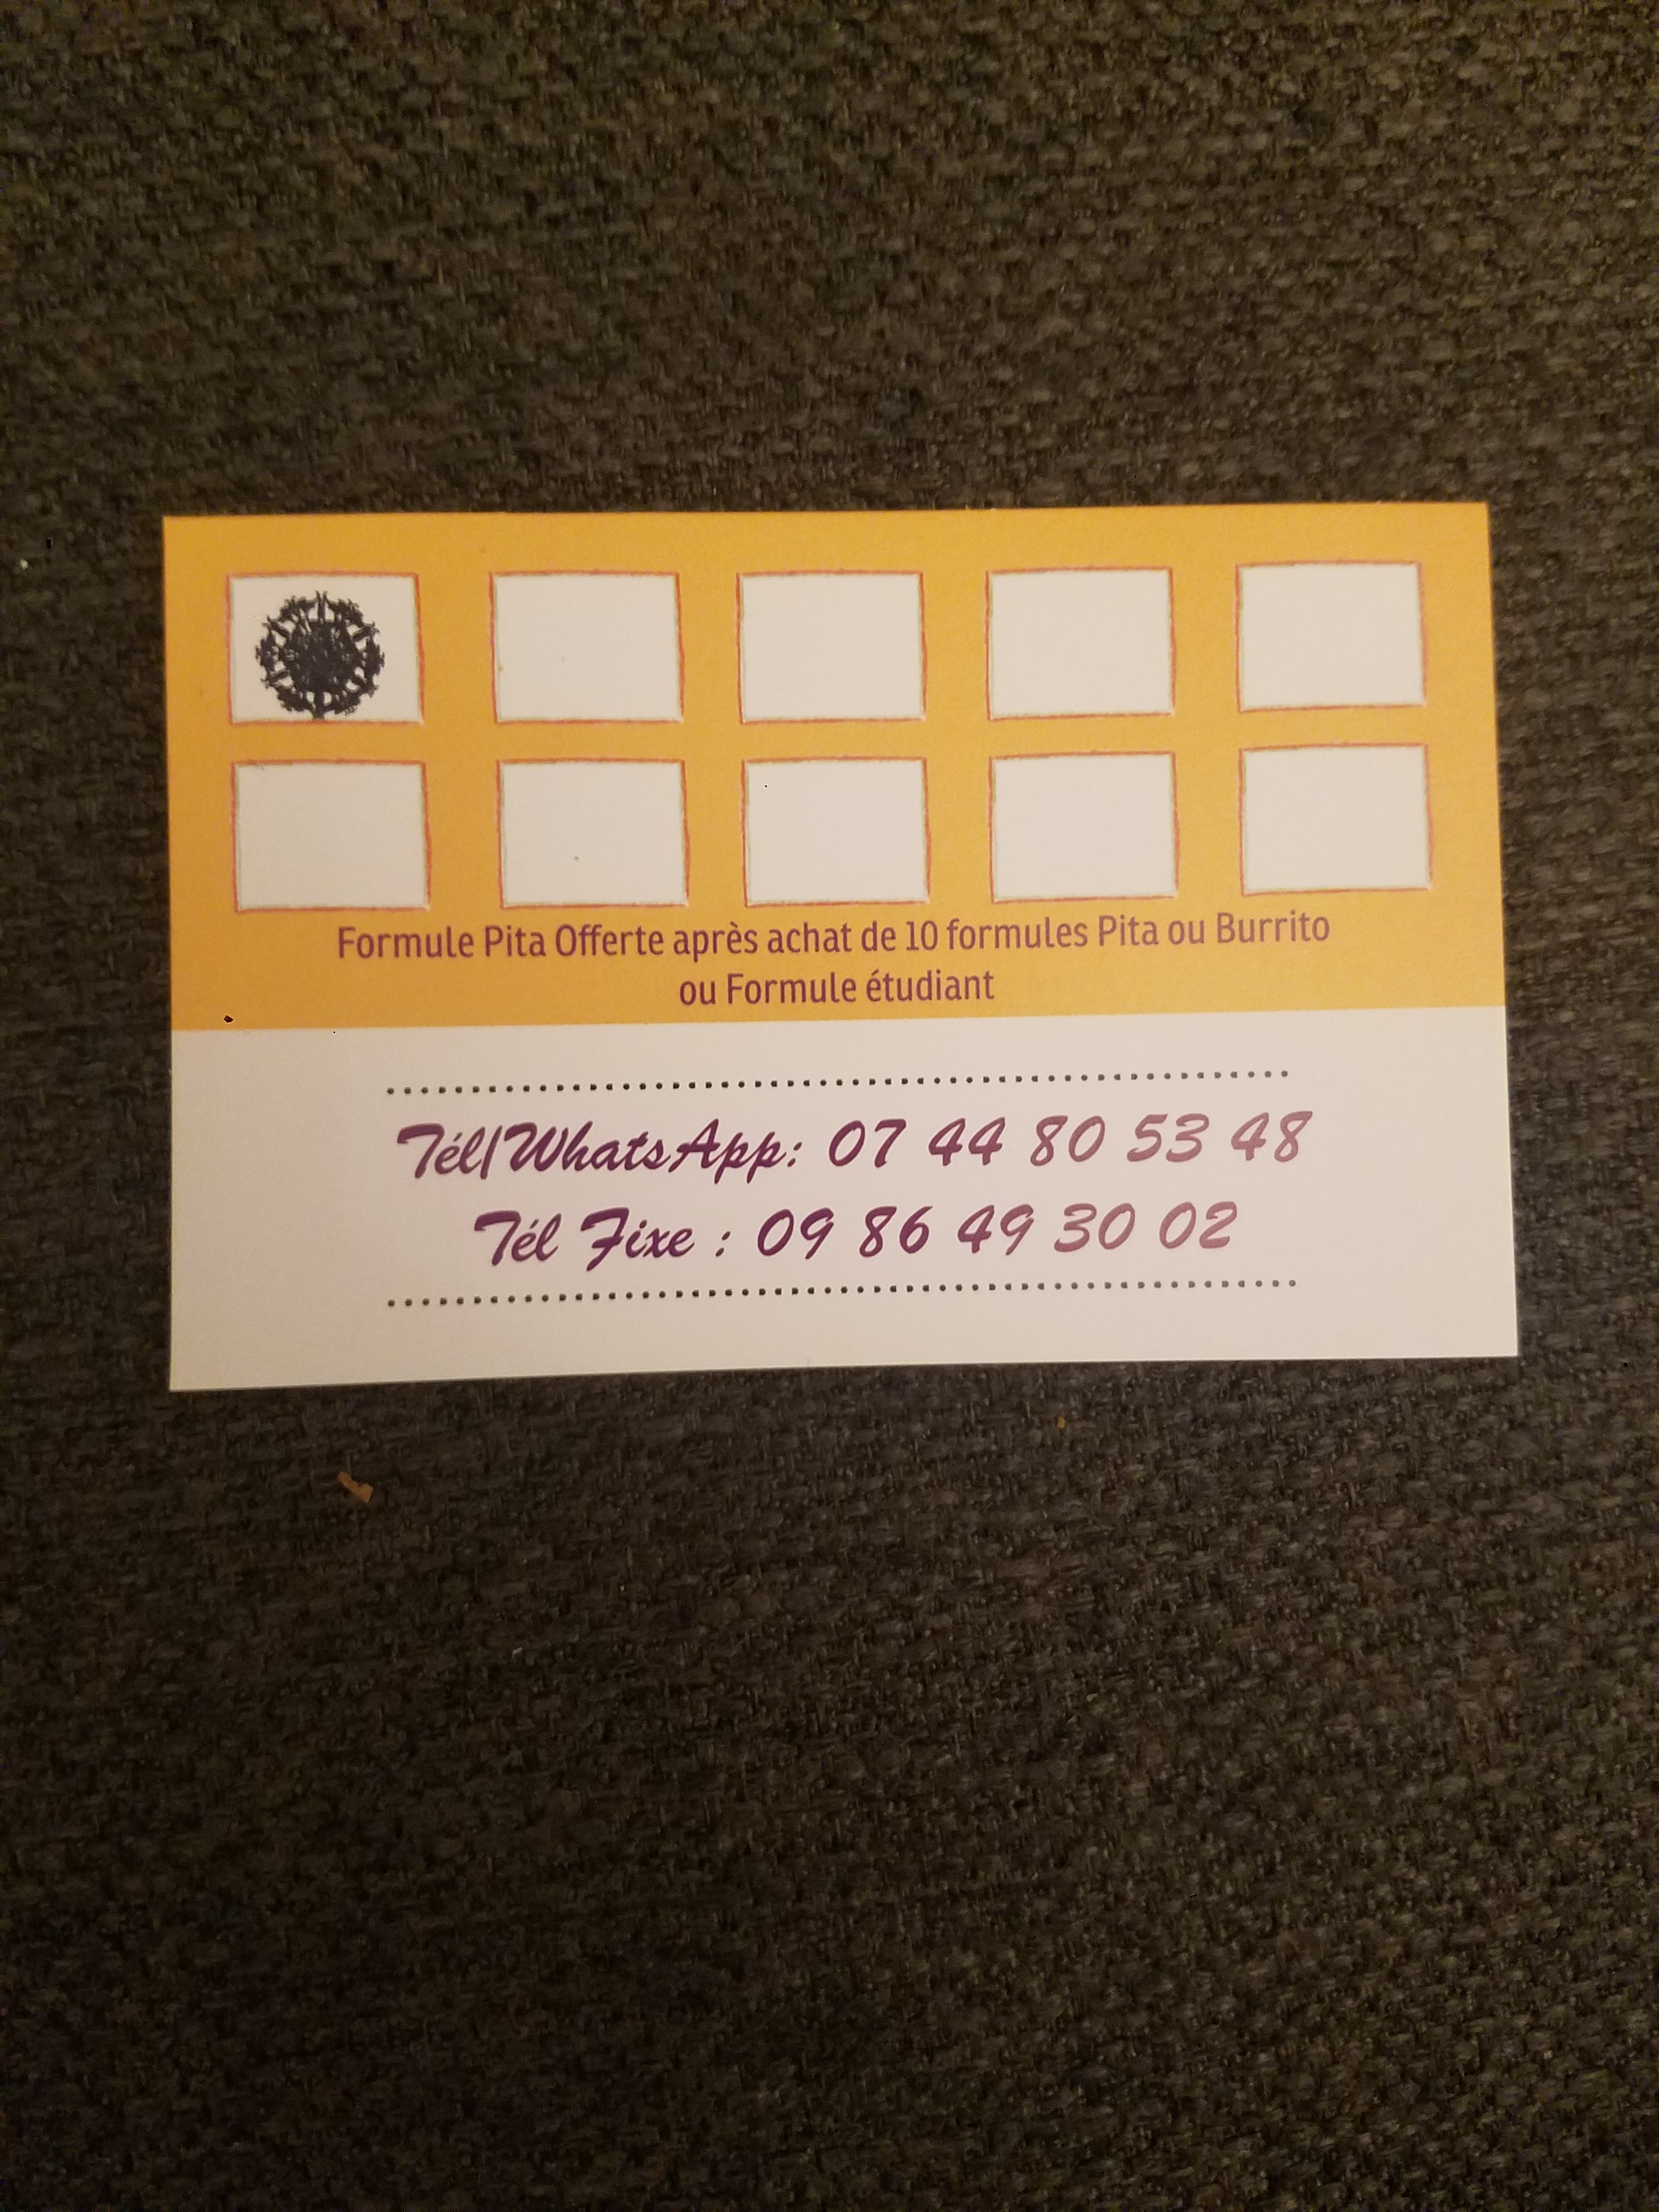 Formule Pita Offerte après achat de 10 formules Pita ou Burrito
ou Formule étudiant
Tél/WhatsApp: 07 44 80 53 48
Tél Fixe : 09 86 49 30 02